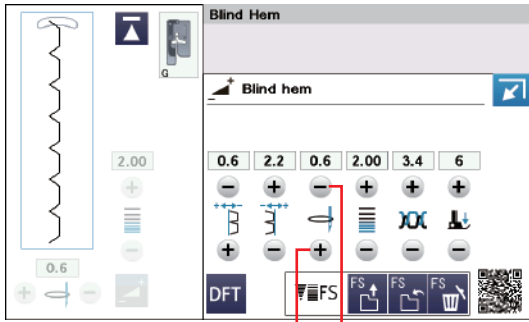 Blind Hem
G
Blind hem
2.00
0.6 2.2 0.6 2.00 3.4 6
0.6
DFT FS FS FS FS